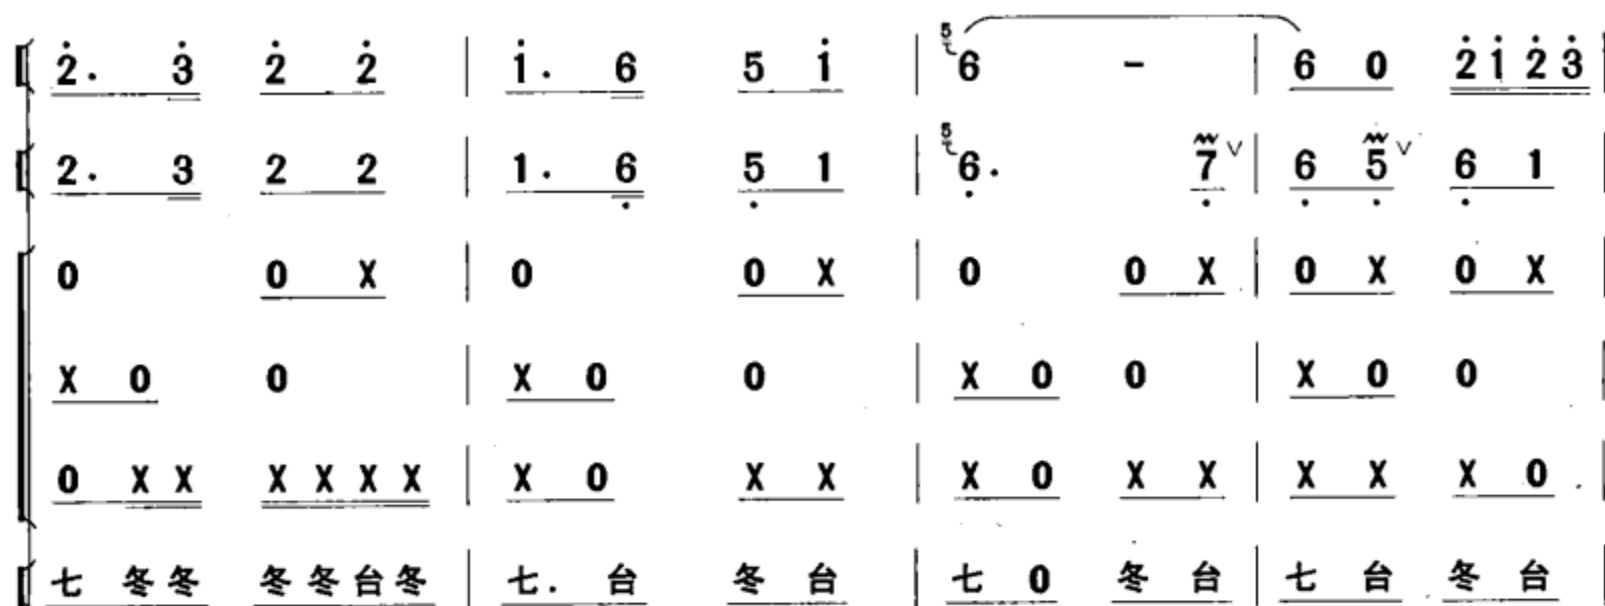 2̇. 3̇ 2̇ 2̇ | 1̇. 6 5 1̇ | 5 6 - | 6 0 2̇ 1̇ 2̇ 3̇ |
2. 3 2 2 | 1. 6̣ 5̣ 1 | 5 6̣. 7̣ ∨ | 6̣ 5̣ ∨ 6̣ 1 |
0 0 X | 0 0 X | 0 0 X | 0 X 0 X |
X 0 0 | X 0 0 | X 0 0 | X 0 0 |
0 X X X X X X | X 0 X X | X 0 X X | X X X 0 |
七 冬冬 冬冬台冬 | 七. 台 冬 台 | 七 0 冬 台 | 七 台 冬 台 |